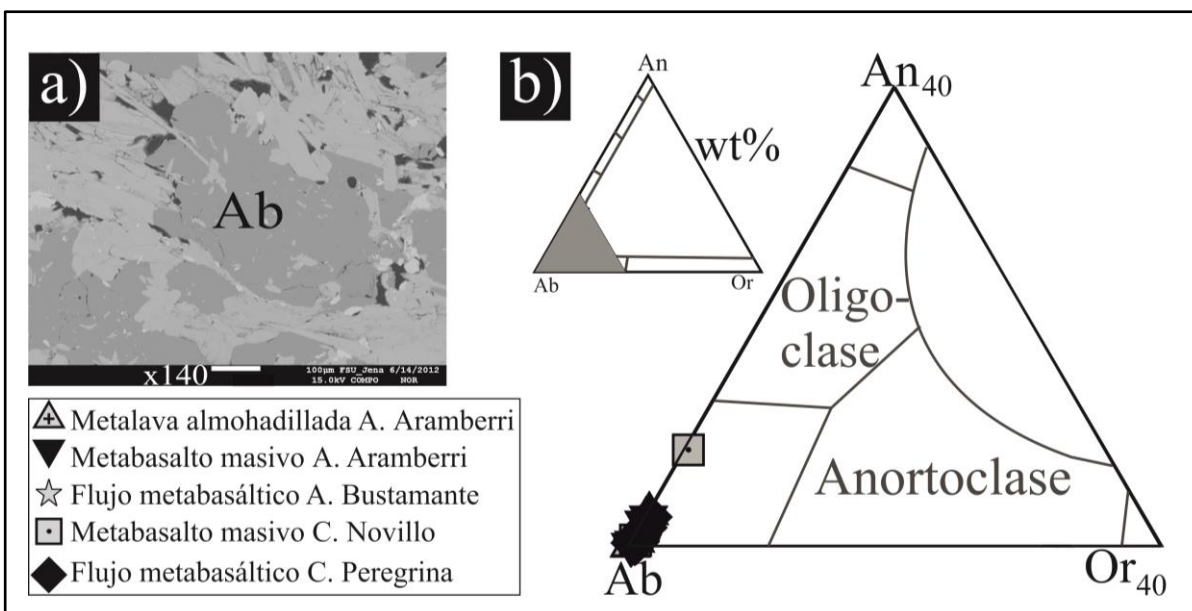 a)
Ab
x140
100µm FSU_Jena 6/14/2012
15.0kV COMPO NOR
Metalava almohadillada A. Aramberri
Metabasalto masivo A. Aramberri
Flujo metabasáltico A. Bustamante
Metabasalto masivo C. Novillo
Flujo metabasáltico C. Peregrina
b)
An
wt%
Ab
Or
An40
Oligo-
clase
Anortoclase
Ab
Or40